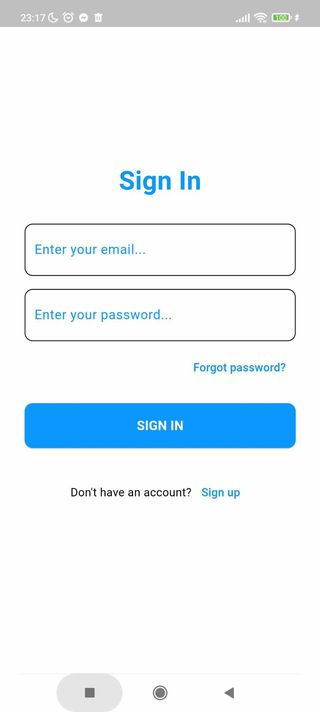 23:17
100
Sign In
Enter your email...
Enter your password...
Forgot password?
SIGN IN
Don't have an account? Sign up